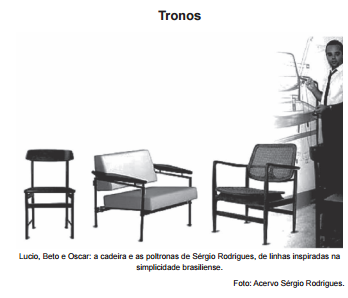 Tronos
Lucio, Beto e Oscar: a cadeira e as poltronas de Sérgio Rodrigues, de linhas inspiradas na
simplicidade brasiliense.
Foto: Acervo Sérgio Rodrigues.